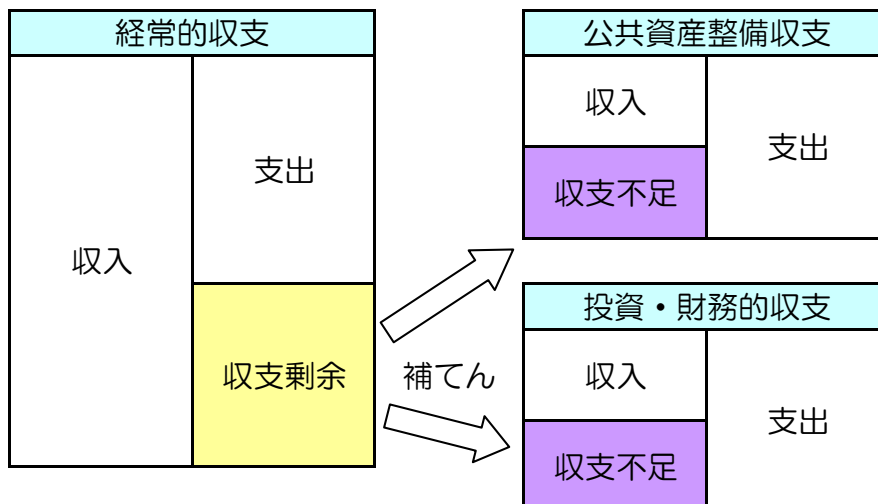 経常的収支
収入
支出
収支剰余
補てん
公共資産整備収支
収入
収支不足
支出
投資・財務的収支
収入
収支不足
支出